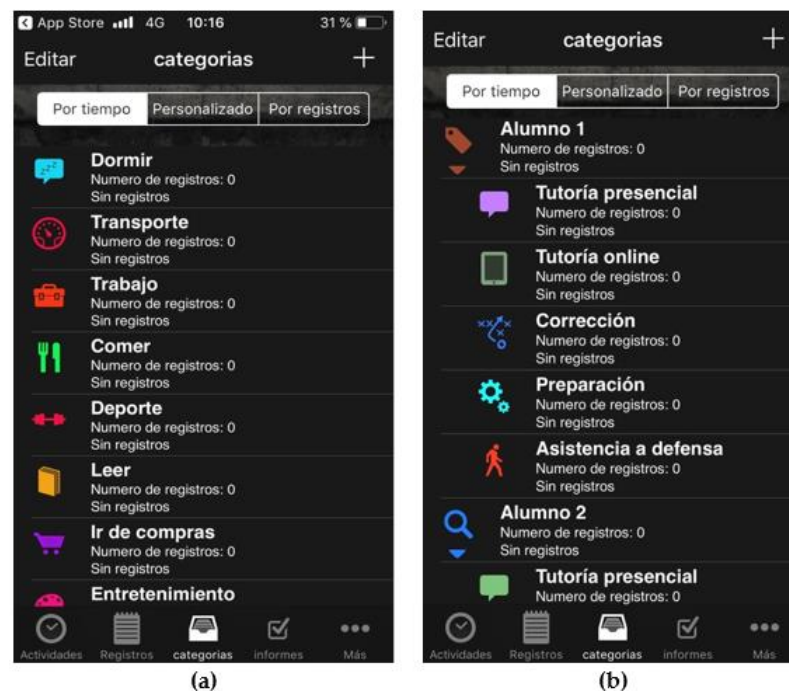 App Store 4G 10:16 31 %
Editar categorias +
Por tiempo Personalizado Por registros
Dormir
Numero de registros: 0
Sin registros
Transporte
Numero de registros: 0
Sin registros
Trabajo
Numero de registros: 0
Sin registros
Comer
Numero de registros: 0
Sin registros
Deporte
Numero de registros: 0
Sin registros
Leer
Numero de registros: 0
Sin registros
Ir de compras
Numero de registros: 0
Sin registros
Entretenimiento
Actividades Registros categorias informes Más
(a)
Editar categorias +
Por tiempo Personalizado Por registros
Alumno 1
Numero de registros: 0
Sin registros
Tutoría presencial
Numero de registros: 0
Sin registros
Tutoría online
Numero de registros: 0
Sin registros
Corrección
Numero de registros: 0
Sin registros
Preparación
Numero de registros: 0
Sin registros
Asistencia a defensa
Numero de registros: 0
Sin registros
Alumno 2
Numero de registros: 0
Sin registros
Tutoría presencial
Numero de registros: 0
Actividades Registros categorias informes Más
(b)